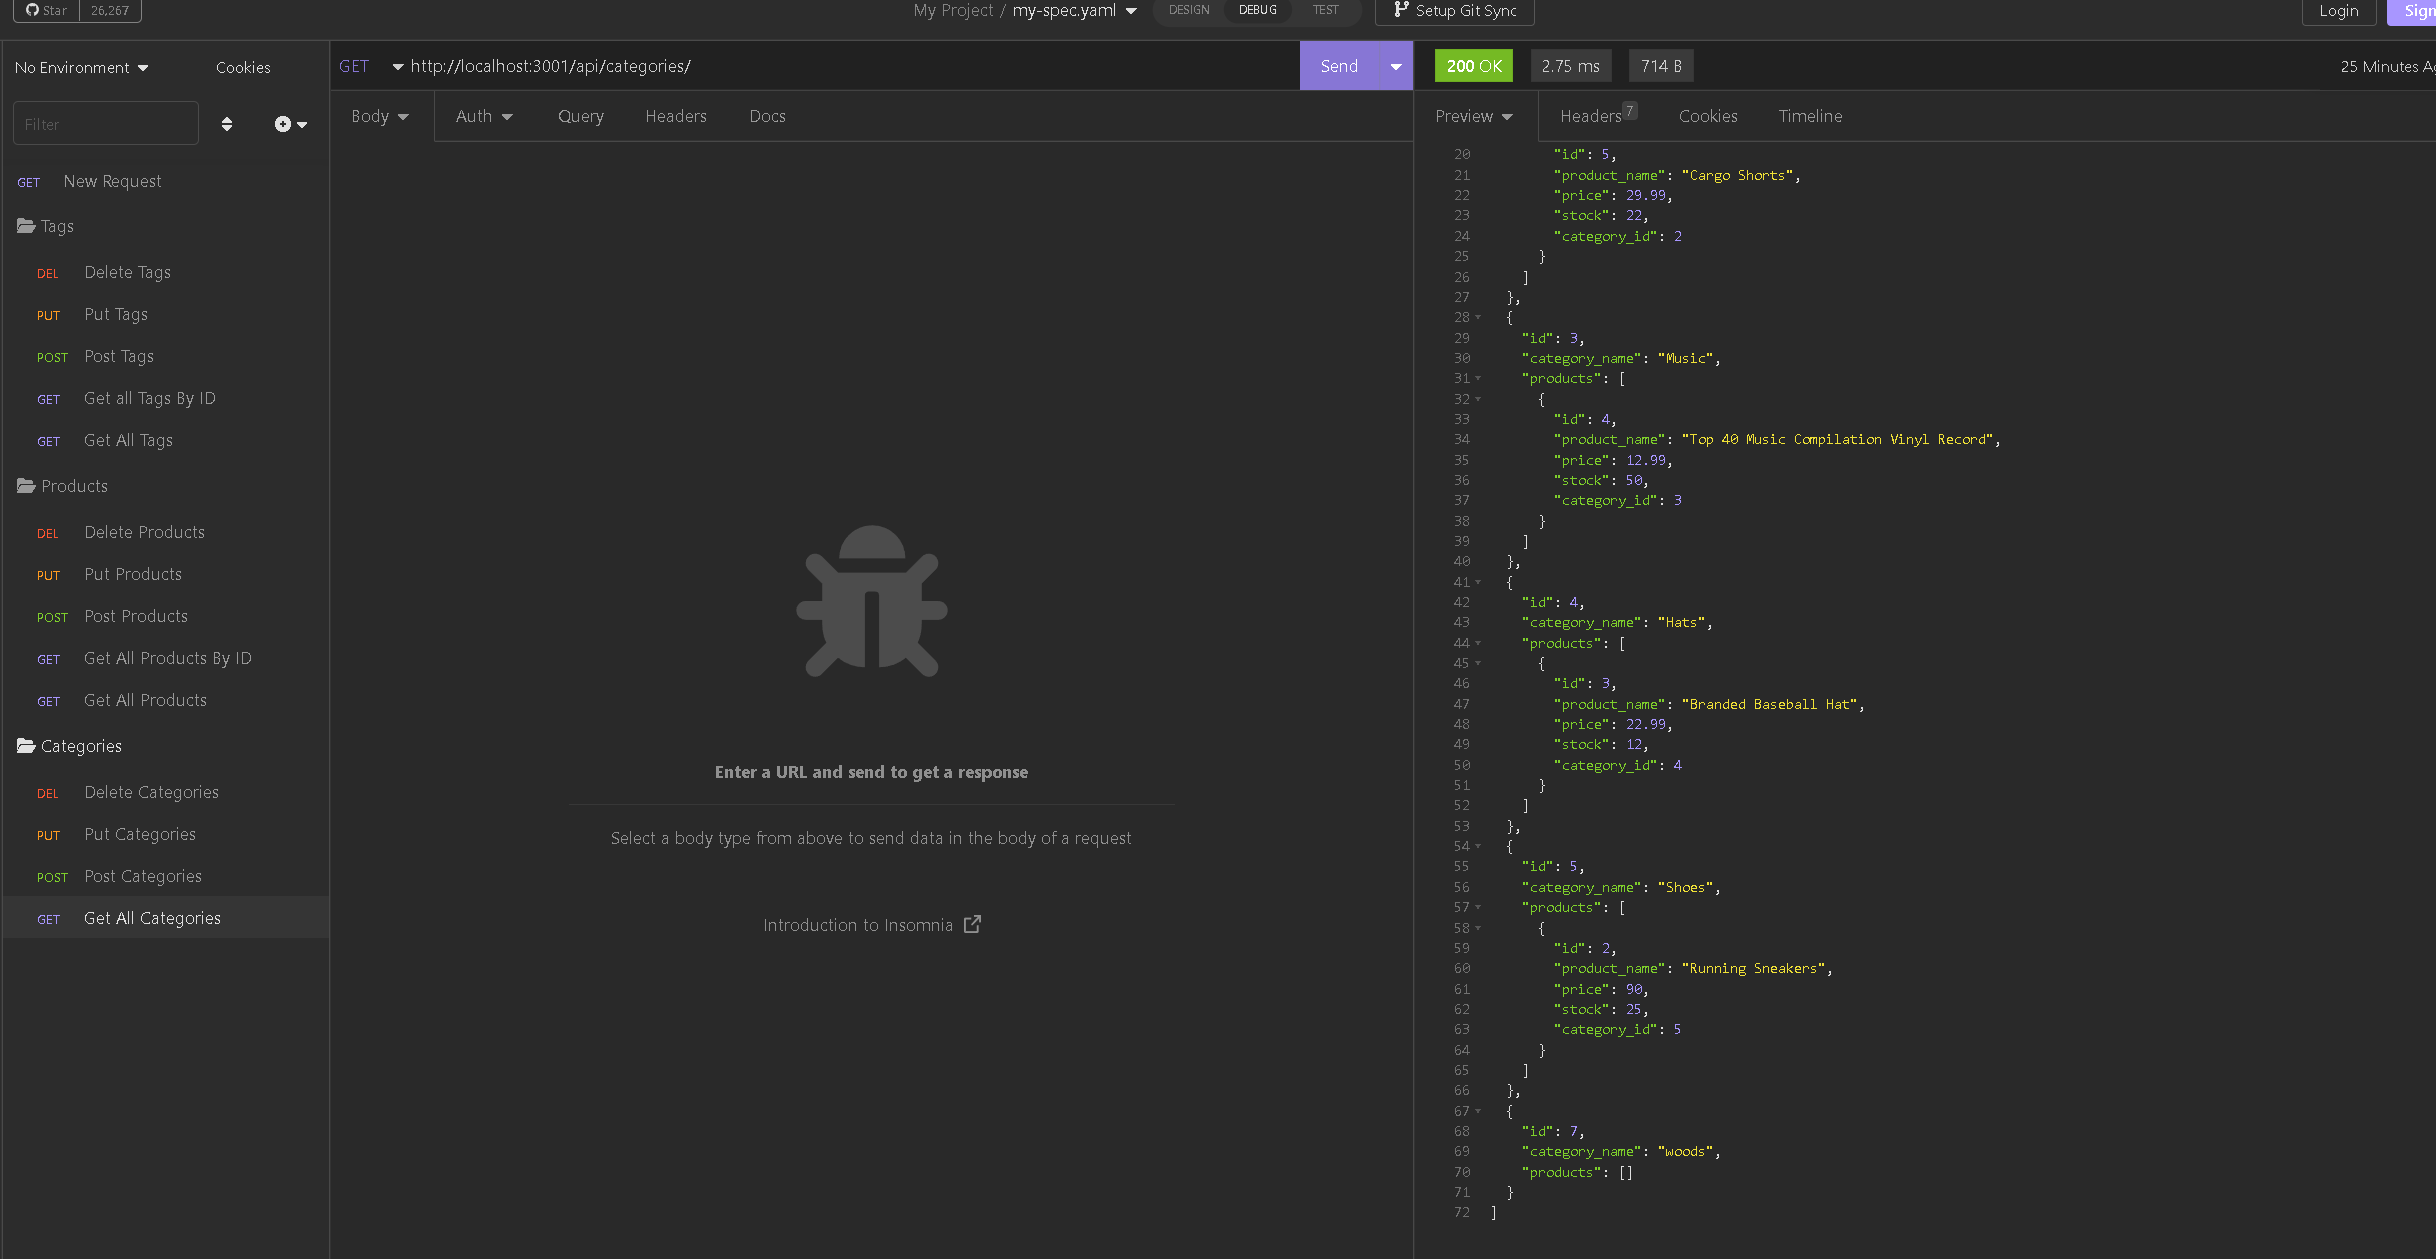 Star 26,267
My Project / my-spec.yaml
DESIGN DEBUG TEST
Setup Git Sync
Login
No Environment
Cookies
Filter
GET New Request
Tags
DEL Delete Tags
PUT Put Tags
POST Post Tags
GET Get all Tags By ID
GET Get All Tags
Products
DEL Delete Products
PUT Put Products
POST Post Products
GET Get All Products By ID
GET Get All Products
Categories
DEL Delete Categories
PUT Put Categories
POST Post Categories
GET Get All Categories
GET http://localhost:3001/api/categories/ Send
Body Auth Query Headers Docs
Enter a URL and send to get a response
Select a body type from above to send data in the body of a request
Introduction to Insomnia
200 OK 2.75 ms 714 B 25 Minutes
Preview Headers 7 Cookies Timeline
20 "id": 5,
21 "product_name": "Cargo Shorts",
22 "price": 29.99,
23 "stock": 22,
24 "category_id": 2
25 }
26 ]
27 },
28 {
29 "id": 3,
30 "category_name": "Music",
31 "products": [
32 {
33 "id": 4,
34 "product_name": "Top 40 Music Compilation Vinyl Record",
35 "price": 12.99,
36 "stock": 50,
37 "category_id": 3
38 }
39 ]
40 },
41 {
42 "id": 4,
43 "category_name": "Hats",
44 "products": [
45 {
46 "id": 3,
47 "product_name": "Branded Baseball Hat",
48 "price": 22.99,
49 "stock": 12,
50 "category_id": 4
51 }
52 ]
53 },
54 {
55 "id": 5,
56 "category_name": "Shoes",
57 "products": [
58 {
59 "id": 2,
60 "product_name": "Running Sneakers",
61 "price": 90,
62 "stock": 25,
63 "category_id": 5
64 }
65 ]
66 },
67 {
68 "id": 7,
69 "category_name": "woods",
70 "products": []
71 }
72 ]